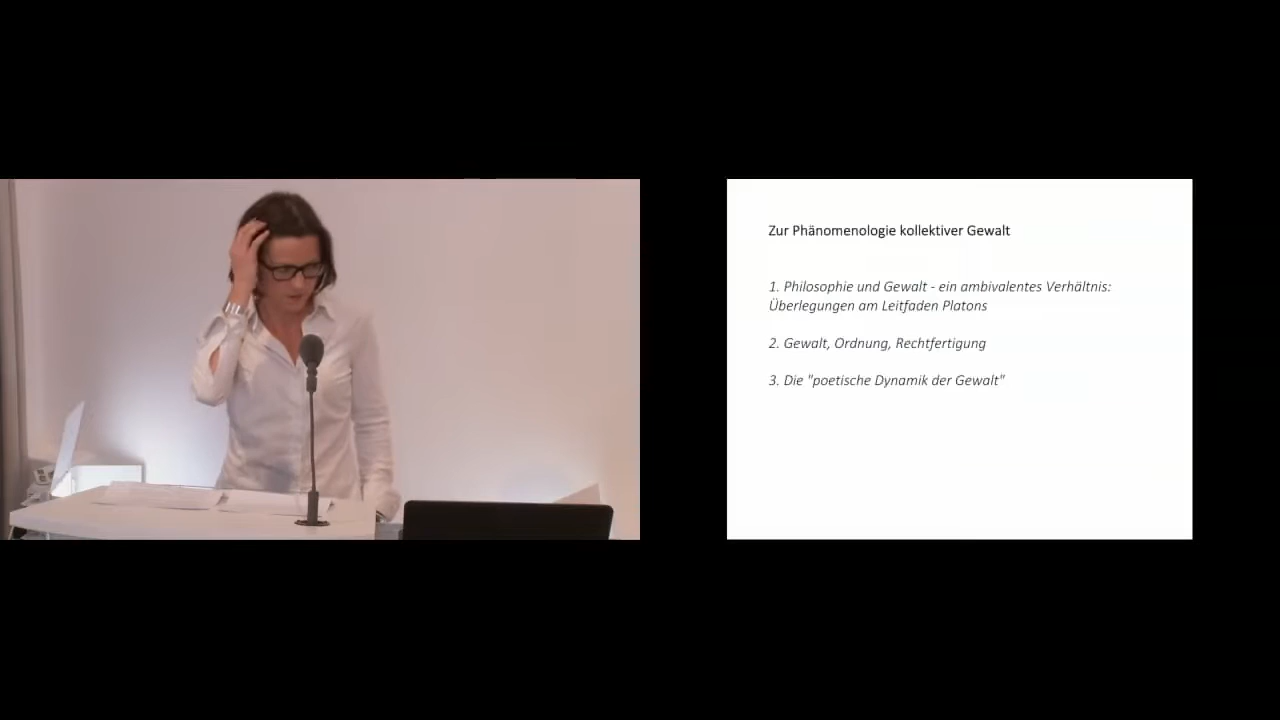 Zur Phänomenologie kollektiver Gewalt
1. Philosophie und Gewalt - ein ambivalentes Verhältnis:
Überlegungen am Leitfaden Platons
2. Gewalt, Ordnung, Rechtfertigung
3. Die "poetische Dynamik der Gewalt"